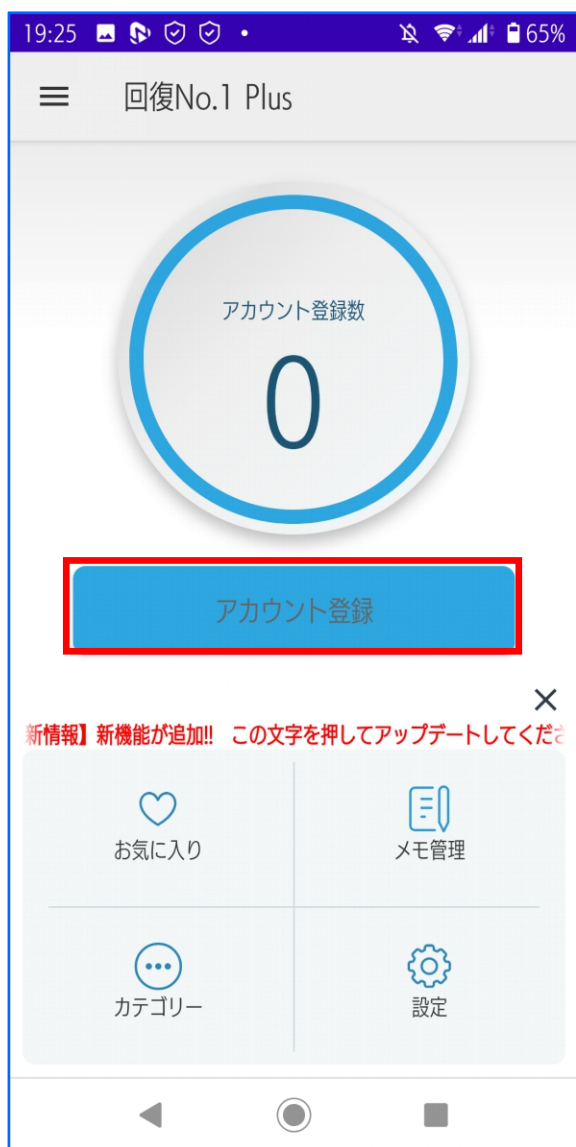 19:25 65%
回復No.1 Plus
アカウント登録数
0
アカウント登録
新情報】新機能が追加!! この文字を押してアップデートしてくださ
お気に入り メモ管理
カテゴリー 設定